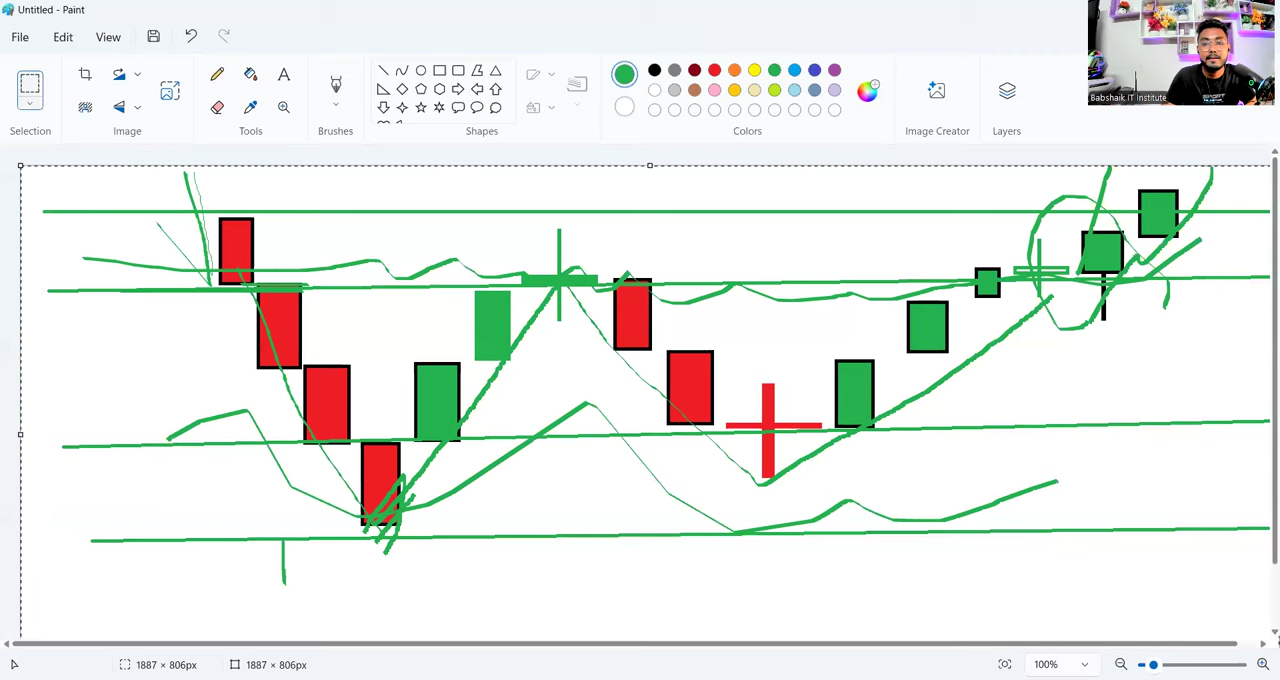 Untitled - Paint
File Edit View
Babshaik IT Institute
Selection Image Tools Brushes Shapes Colors Image Creator Layers
1887 × 806px 1887 × 806px 100%